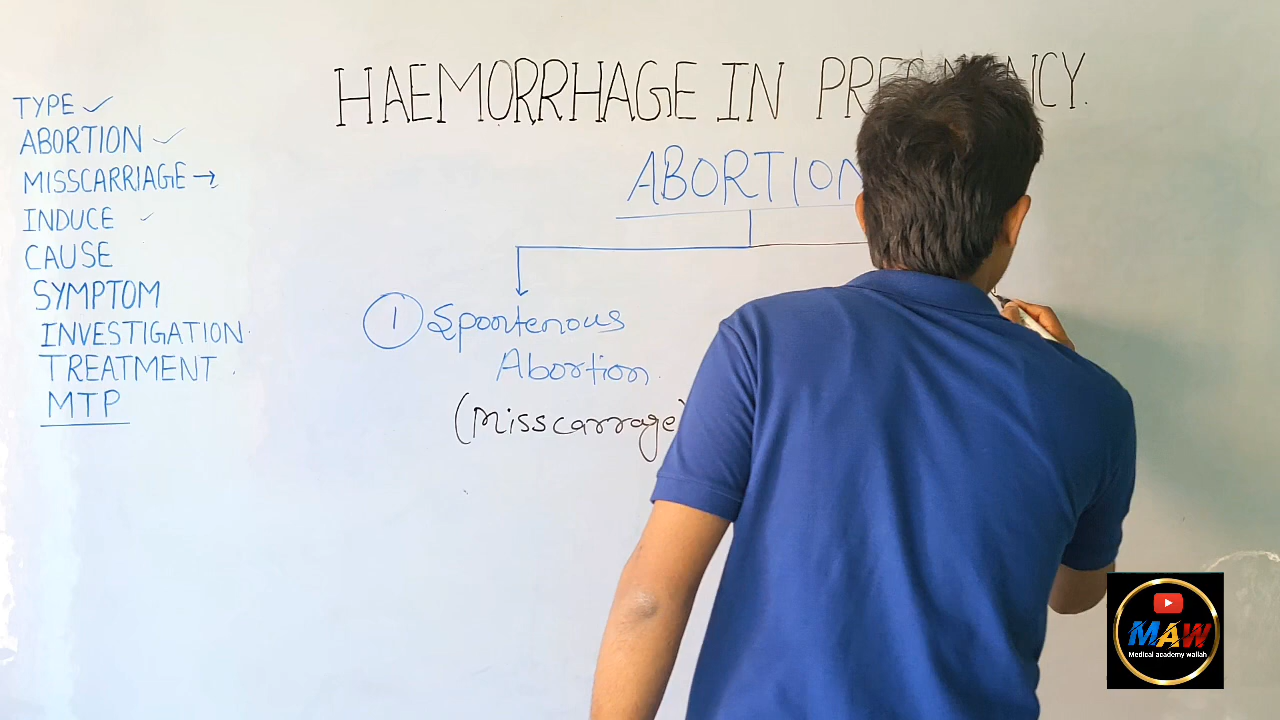 HAEMORRHAGE IN
TYPE
ABORTION
ABORTION
MISSCARRIAGE →
INDUCE
CAUSE
SYMPTOM
INVESTIGATION
TREATMENT
MTP
1 Spontenous
Abortion.
(Misscarrage)
MAW
Medical academy wallah